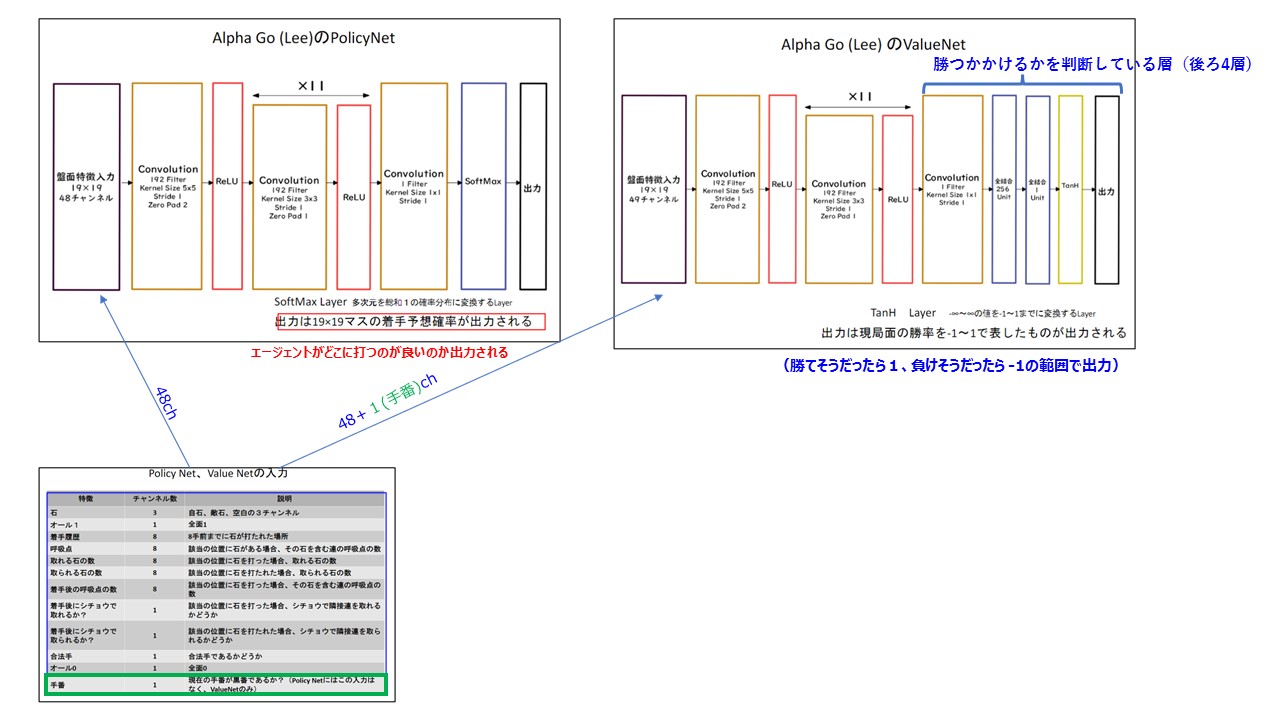 Alpha Go (Lee)のPolicyNet
×11
盤面特徴入力
19×19
48チャンネル
Convolution
192 Filter
Kernel Size 5x5
Stride 1
Zero Pad 2
ReLU
Convolution
192 Filter
Kernel Size 3x3
Stride 1
Zero Pad 1
ReLU
Convolution
1 Filter
Kernel Size 1x1
Stride 1
SoftMax
出力
SoftMax Layer 多次元を総和1の確率分布に変換するLayer
出力は19×19マスの着手予想確率が出力される
エージェントがどこに打つのが良いのか出力される
Alpha Go (Lee) のValueNet
勝つかかけるかを判断している層（後ろ4層）
×11
盤面特徴入力
19×19
49チャンネル
Convolution
192 Filter
Kernel Size 5x5
Stride 1
Zero Pad 2
ReLU
Convolution
192 Filter
Kernel Size 3x3
Stride 1
Zero Pad 1
ReLU
Convolution
1 Filter
Kernel Size 1x1
Stride 1
全結合
256
Unit
全結合
1
Unit
TanH
出力
TanH Layer -∞～∞の値を-1～1までに変換するLayer
出力は現局面の勝率を-1～1で表したものが出力される
（勝てそうだったら１、負けそうだったら -1の範囲で出力）
48ch
48＋ 1 (手番)ch
Policy Net、Value Netの入力
特徴 チャンネル数 説明
石 3 自石、敵石、空白の３チャンネル
オール１ 1 全面1
着手履歴 8 8手前までに石が打たれた場所
呼吸点 8 該当の位置に石がある場合、その石を含む連の呼吸点の数
取れる石の数 8 該当の位置に石を打った場合、取れる石の数
取られる石の数 8 該当の位置に石を打たれた場合、取られる石の数
着手後の呼吸点の数 8 該当の位置に石を打った場合、その石を含む連の呼吸点の
数
着手後にシチョウで
取れるか？ 1 該当の位置に石を打った場合、シチョウで隣接連を取れる
かどうか
着手後にシチョウで
取られるか？ 1 該当の位置に石を打たれた場合、シチョウで隣接連を取ら
れるかどうか
合法手 1 合法手であるかどうか
オール0 1 全面0
手番 1 現在の手番が黒番であるか？（Policy Netにはこの入力は
なく、ValueNetのみ）